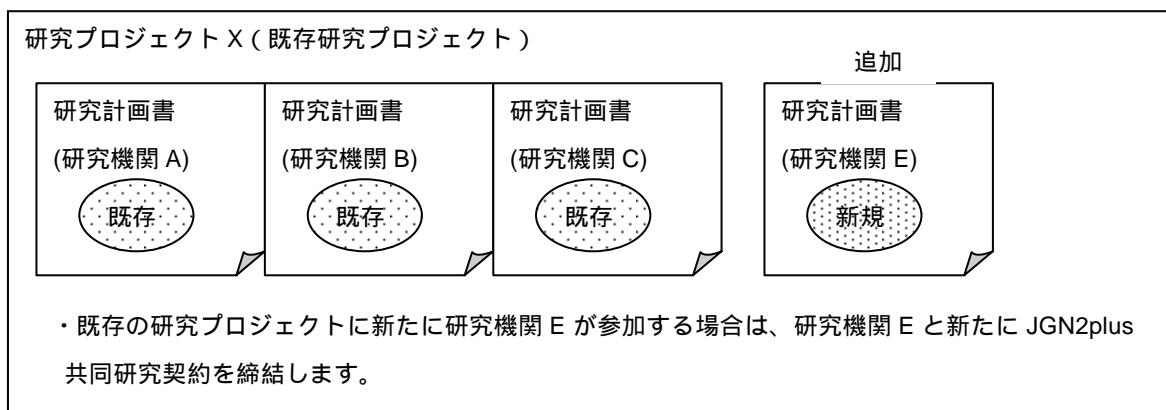 研究プロジェクト X（既存研究プロジェクト）
追加
研究計画書
(研究機関 A)
既存
研究計画書
(研究機関 B)
既存
研究計画書
(研究機関 C)
既存
研究計画書
(研究機関 E)
新規
・既存の研究プロジェクトに新たに研究機関 E が参加する場合は、研究機関 E と新たに JGN2plus
共同研究契約を締結します。